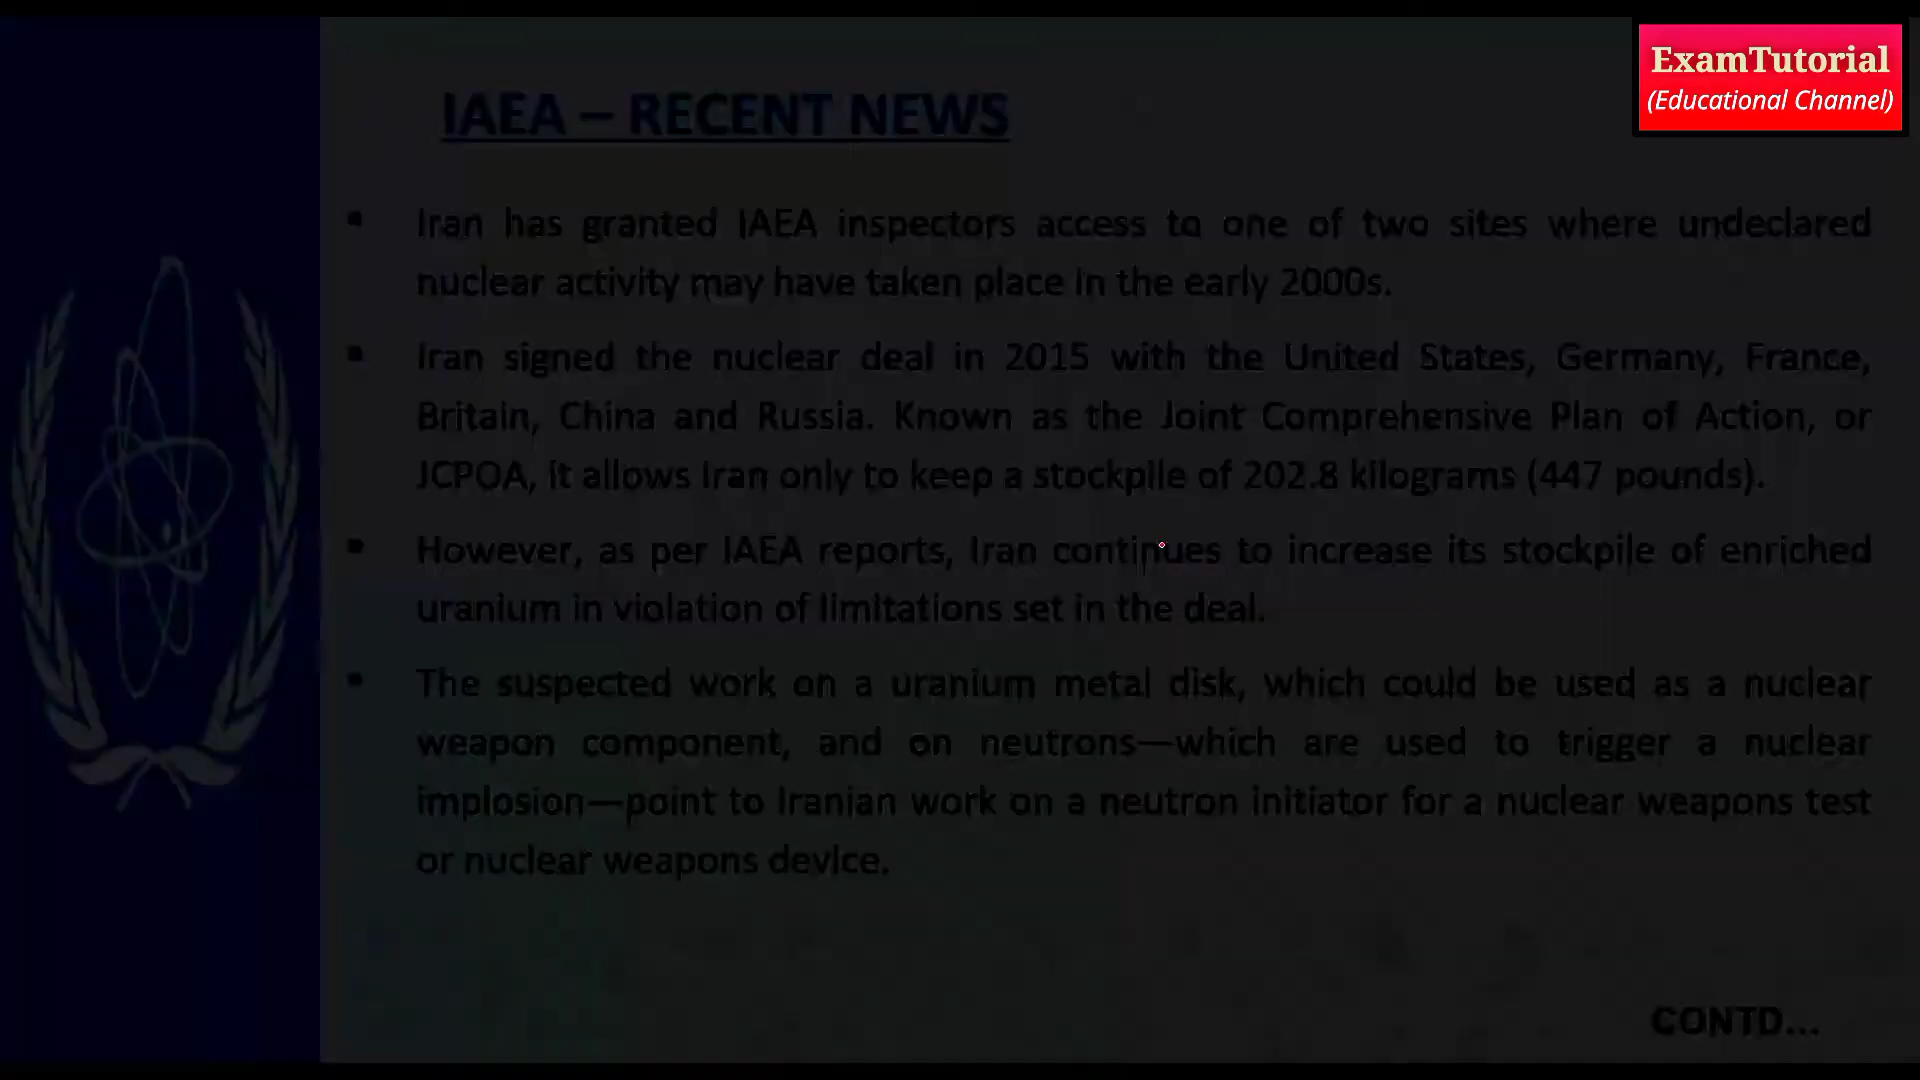 ExamTutorial
(Educational Channel)
IAEA – RECENT NEWS
▪ Iran has granted IAEA inspectors access to one of two sites where undeclared
nuclear activity may have taken place in the early 2000s.
▪ Iran signed the nuclear deal in 2015 with the United States, Germany, France,
Britain, China and Russia. Known as the Joint Comprehensive Plan of Action, or
JCPOA, it allows Iran only to keep a stockpile of 202.8 kilograms (447 pounds).
▪ However, as per IAEA reports, Iran continues to increase its stockpile of enriched
uranium in violation of limitations set in the deal.
▪ The suspected work on a uranium metal disk, which could be used as a nuclear
weapon component, and on neutrons—which are used to trigger a nuclear
implosion—point to Iranian work on a neutron initiator for a nuclear weapons test
or nuclear weapons device.
CONTD...